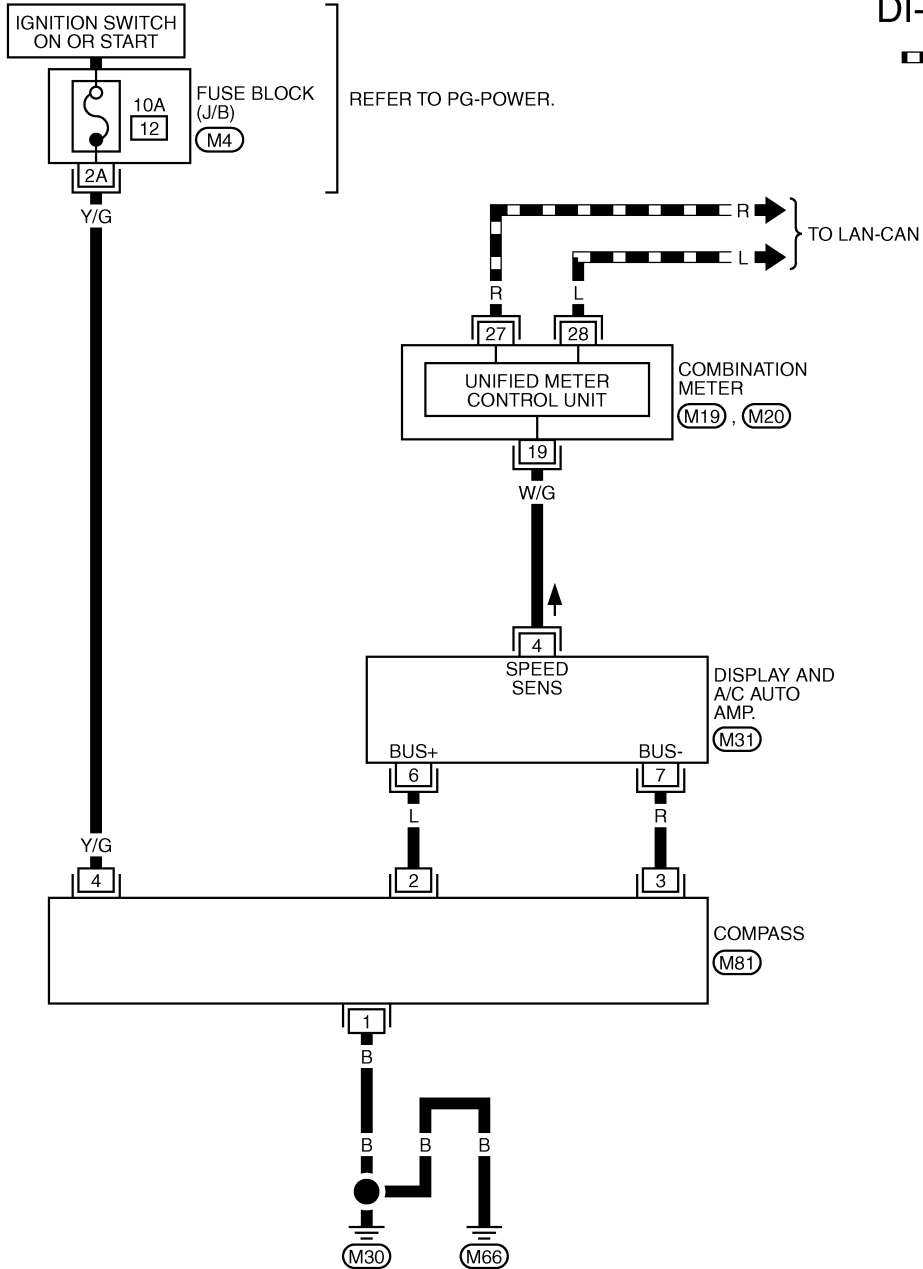 DI-
IGNITION SWITCH
ON OR START
FUSE BLOCK
(J/B)
M4
10A
12
REFER TO PG-POWER.
2A
Y/G
R
L
TO LAN-CAN
R
L
27
28
UNIFIED METER
CONTROL UNIT
COMBINATION
METER
M19 , M20
19
W/G
4
SPEED
SENS
DISPLAY AND
A/C AUTO
AMP.
M31
BUS+
BUS-
6
7
L
R
Y/G
4
2
3
COMPASS
M81
1
B
B
B
B
M30
M66